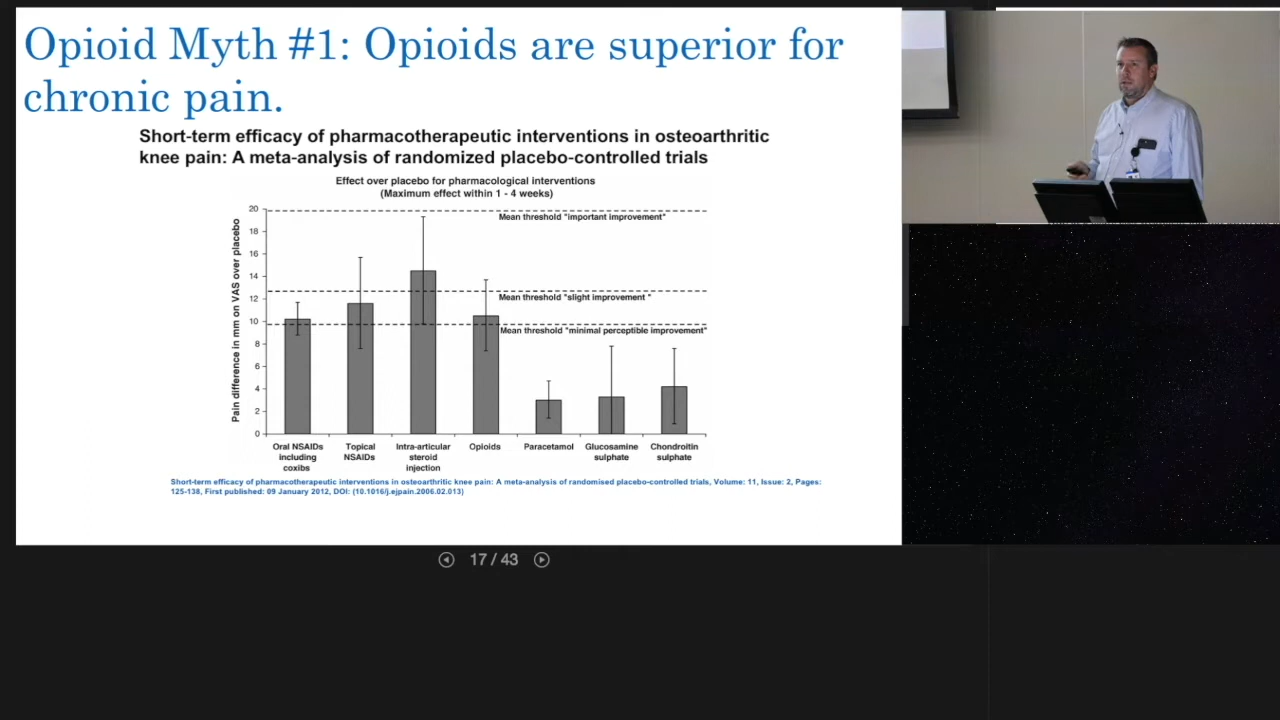 Opioid Myth #1: Opioids are superior for
chronic pain.
Short-term efficacy of pharmacotherapeutic interventions in osteoarthritic
knee pain: A meta-analysis of randomized placebo-controlled trials
Effect over placebo for pharmacological interventions
(Maximum effect within 1 - 4 weeks)
Pain difference in mm on VAS over placebo
20
18
16
14
12
10
8
6
4
2
0
Mean threshold "important improvement"
Mean threshold "slight improvement "
Mean threshold "minimal perceptible improvement"
Oral NSAIDs
including
coxibs
Topical
NSAIDs
Intra-articular
steroid
injection
Opioids
Paracetamol
Glucosamine
sulphate
Chondroitin
sulphate
Short-term efficacy of pharmacotherapeutic interventions in osteoarthritic knee pain: A meta-analysis of randomised placebo-controlled trials, Volume: 11, Issue: 2, Pages:
125-138, First published: 09 January 2012, DOI: (10.1016/j.ejpain.2006.02.013)
17 / 43